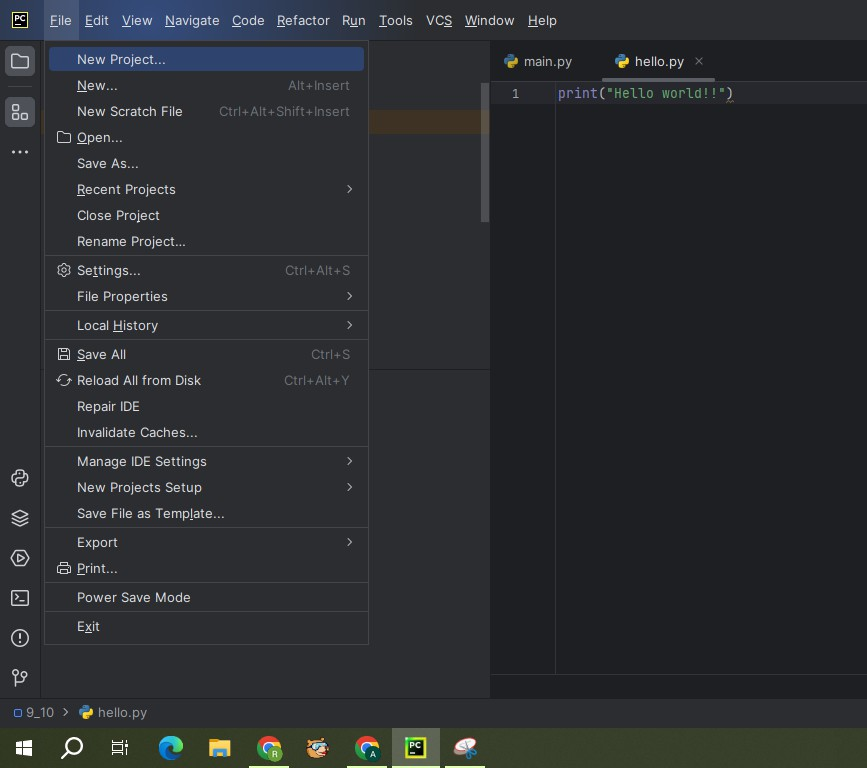 PC File Edit View Navigate Code Refactor Run Tools VCS Window Help
main.py hello.py
1 print("Hello world!!")
New Project...
New... Alt+Insert
New Scratch File Ctrl+Alt+Shift+Insert
Open...
Save As...
Recent Projects
Close Project
Rename Project...
Settings... Ctrl+Alt+S
File Properties
Local History
Save All Ctrl+S
Reload All from Disk Ctrl+Alt+Y
Repair IDE
Invalidate Caches...
Manage IDE Settings
New Projects Setup
Save File as Template...
Export
Print...
Power Save Mode
Exit
9_10 hello.py
R A PC